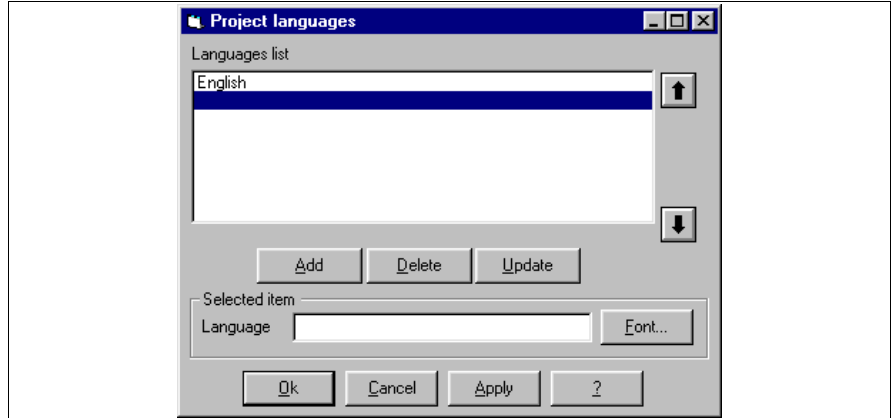 Project languages
Languages list
English
Add Delete Update
Selected item
Language Font...
Ok Cancel Apply ?